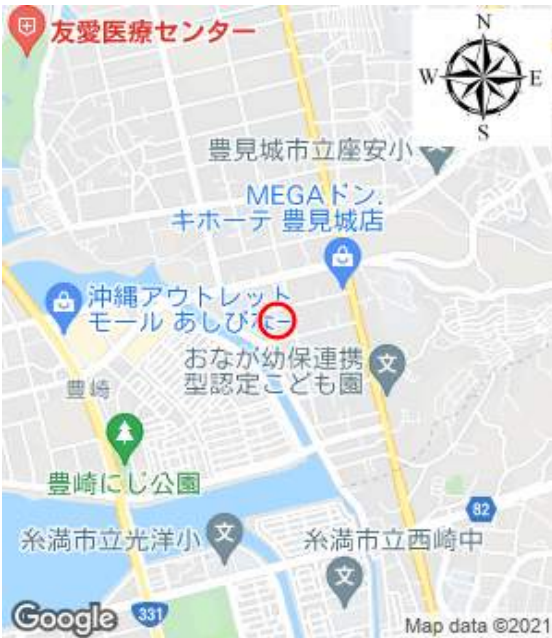 友愛医療センター
N
W
E
S
豊見城市立座安小
MEGAドン.
キホーテ 豊見城店
沖縄アウトレット
モール あしびなー
おなが幼保連携
型認定こども園
豊崎
豊崎にじ公園
82
糸満市立光洋小
文
糸満市立西崎中
文
文
Google
331
Map data ©2021